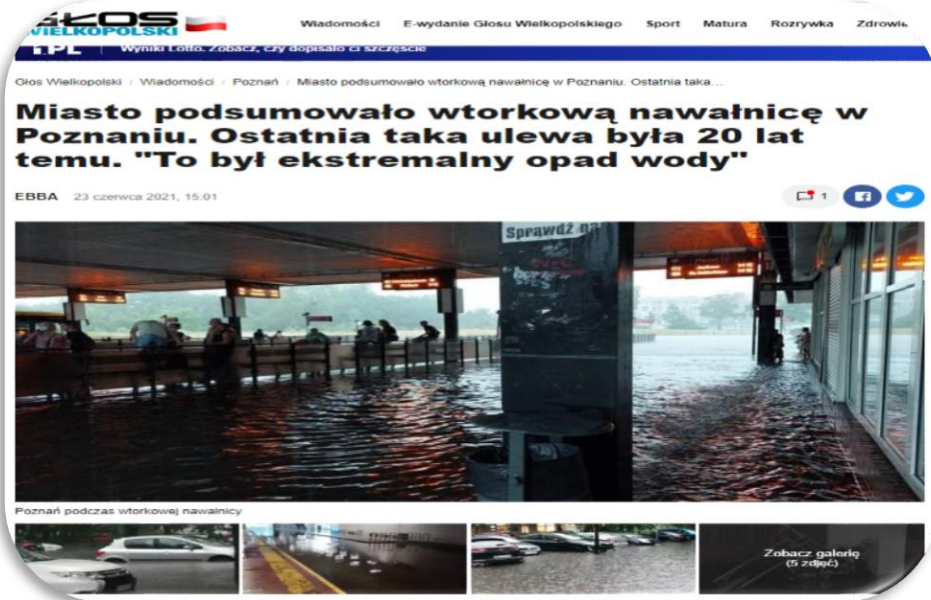 GŁOS
WIELKOPOLSKI
Wiadomości E-wydanie Głosu Wielkopolskiego Sport Matura Rozrywka Zdrowie
i.PL Wyniki Lotto. Zobacz, czy dopisało ci szczęście
Głos Wielkopolski / Wiadomości / Poznań / Miasto podsumowało wtorkową nawałnicę w Poznaniu. Ostatnia taka...
Miasto podsumowało wtorkową nawałnicę w
Poznaniu. Ostatnia taka ulewa była 20 lat
temu. "To był ekstremalny opad wody"
EBBA 23 czerwca 2021, 15.01
1
Sprawdź na
Poznań podczas wtorkowej nawałnicy
Zobacz galerię
(5 zdjęć)